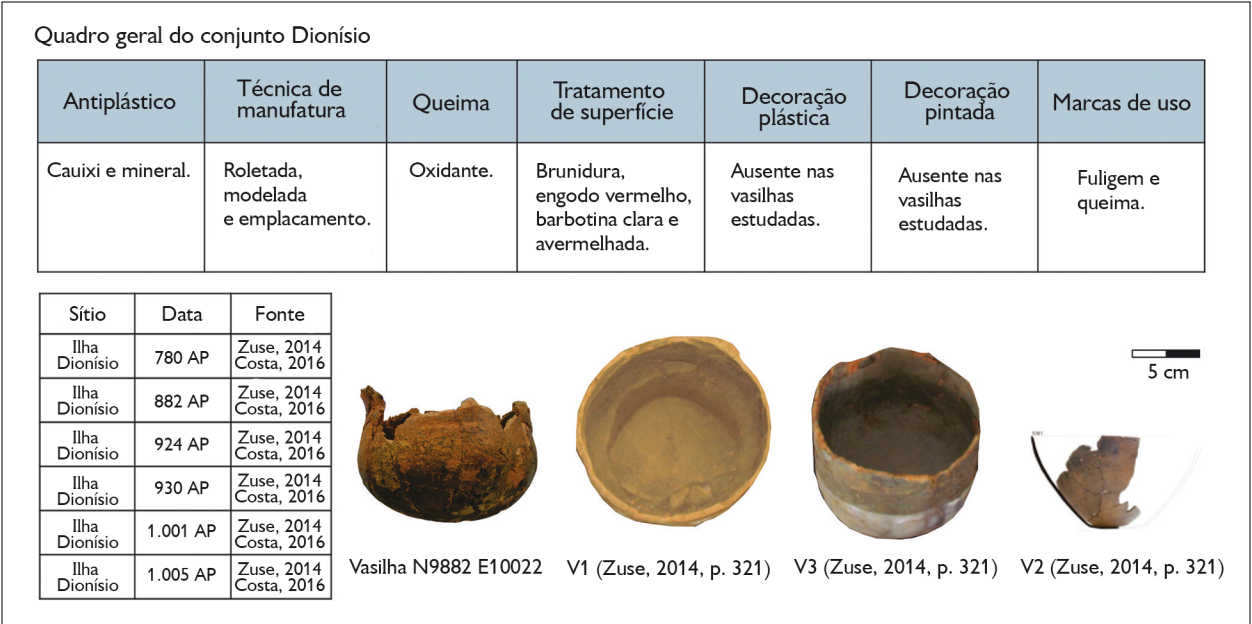 Quadro geral do conjunto Dionísio
Antiplástico
Técnica de
manufatura
Queima
Tratamento
de superfície
Decoração
plástica
Decoração
pintada
Marcas de uso
Cauixi e mineral.
Roletada,
modelada
e emplacamento.
Oxidante.
Brunidura,
engodo vermelho,
barbotina clara e
avermelhada.
Ausente nas
vasilhas
estudadas.
Ausente nas
vasilhas
estudadas.
Fuligem e
queima.
Sítio
Data
Fonte
Ilha
Dionísio
780 AP
Zuse, 2014
Costa, 2016
Ilha
Dionísio
882 AP
Zuse, 2014
Costa, 2016
Ilha
Dionísio
924 AP
Zuse, 2014
Costa, 2016
Ilha
Dionísio
930 AP
Zuse, 2014
Costa, 2016
Ilha
Dionísio
1.001 AP
Zuse, 2014
Costa, 2016
Ilha
Dionísio
1.005 AP
Zuse, 2014
Costa, 2016
5 cm
Vasilha N9882 E10022
V1 (Zuse, 2014, p. 321)
V3 (Zuse, 2014, p. 321)
V2 (Zuse, 2014, p. 321)